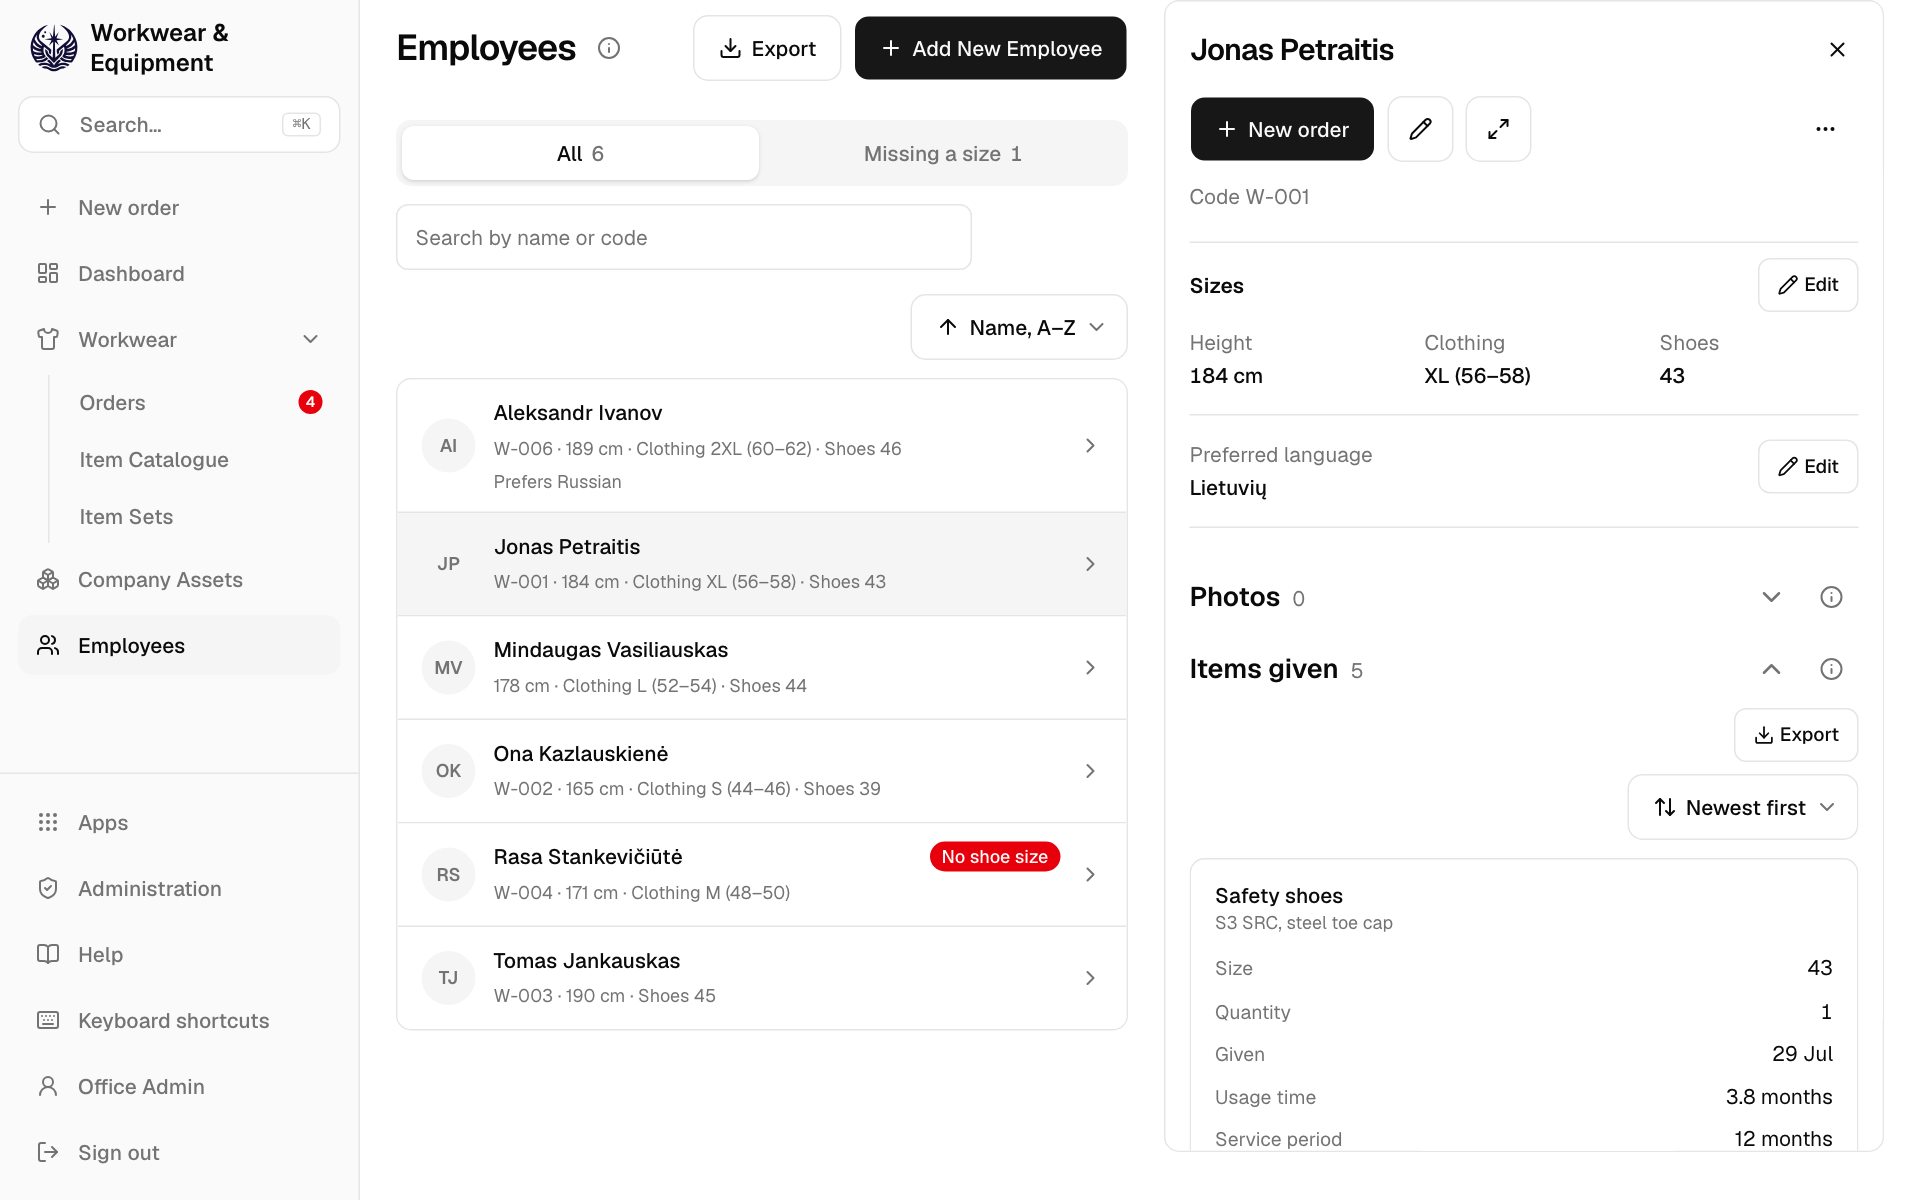 Workwear &
Equipment
Search...
⌘K
New order
Dashboard
Workwear
Orders
4
Item Catalogue
Item Sets
Company Assets
Employees
Apps
Administration
Help
Keyboard shortcuts
Office Admin
Sign out
Employees
Export
Add New Employee
All 6
Missing a size 1
Search by name or code
Name, A–Z
AI
Aleksandr Ivanov
W-006 · 189 cm · Clothing 2XL (60–62) · Shoes 46
Prefers Russian
JP
Jonas Petraitis
W-001 · 184 cm · Clothing XL (56–58) · Shoes 43
MV
Mindaugas Vasiliauskas
178 cm · Clothing L (52–54) · Shoes 44
OK
Ona Kazlauskienė
W-002 · 165 cm · Clothing S (44–46) · Shoes 39
RS
Rasa Stankevičiūtė
No shoe size
W-004 · 171 cm · Clothing M (48–50)
TJ
Tomas Jankauskas
W-003 · 190 cm · Shoes 45
Jonas Petraitis
New order
Code W-001
Sizes
Edit
Height
Clothing
Shoes
184 cm
XL (56–58)
43
Preferred language
Lietuvių
Edit
Photos 0
Items given 5
Export
Newest first
Safety shoes
S3 SRC, steel toe cap
Size 43
Quantity 1
Given 29 Jul
Usage time 3.8 months
Service period 12 months